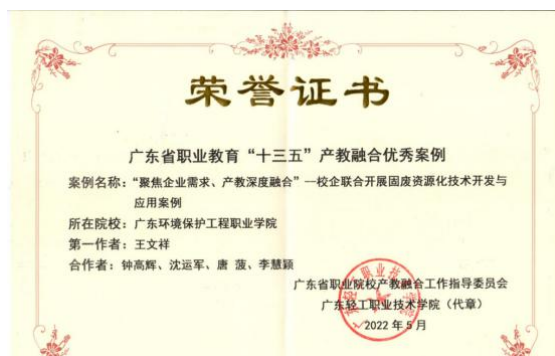 荣誉证书
广东省职业教育“十三五”产教融合优秀案例
案例名称：“聚焦企业需求、产教深度融合”--校企联合开展固废资源化技术开发与
应用案例
所在院校：广东环境保护工程职业学院
第一作者：王文祥
合作者：钟高辉、沈运军、唐 菠、李慧颖
广东省职业院校产教融合工作指导委员会
广东轻工职业技术学院（代章）
2022 年 5 月